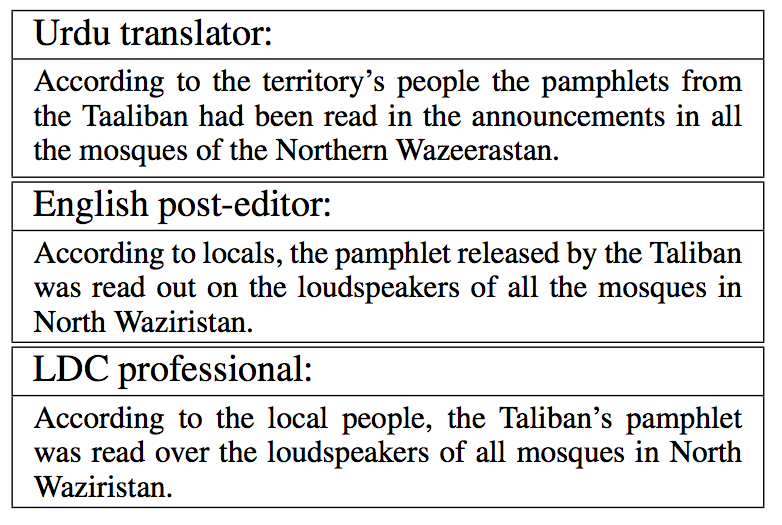 Urdu translator:
According to the territory's people the pamphlets from
the Taaliban had been read in the announcements in all
the mosques of the Northern Wazeerastan.
English post-editor:
According to locals, the pamphlet released by the Taliban
was read out on the loudspeakers of all the mosques in
North Waziristan.
LDC professional:
According to the local people, the Taliban's pamphlet
was read over the loudspeakers of all mosques in North
Waziristan.